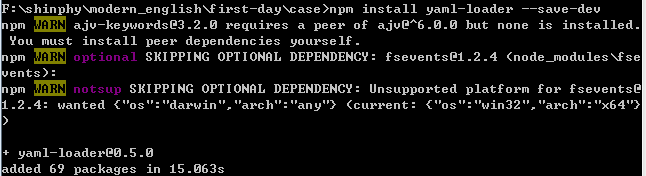 F:\shinphy\modern_english\first-day\case>npm install yaml-loader --save-dev
npm WARN ajv-keywords@3.2.0 requires a peer of ajv@^6.0.0 but none is installed.
 You must install peer dependencies yourself.
npm WARN optional SKIPPING OPTIONAL DEPENDENCY: fsevents@1.2.4 (node_modules\fse
vents):
npm WARN notsup SKIPPING OPTIONAL DEPENDENCY: Unsupported platform for fsevents@
1.2.4: wanted {"os":"darwin","arch":"any"} (current: {"os":"win32","arch":"x64"}
)
+ yaml-loader@0.5.0
added 69 packages in 15.063s